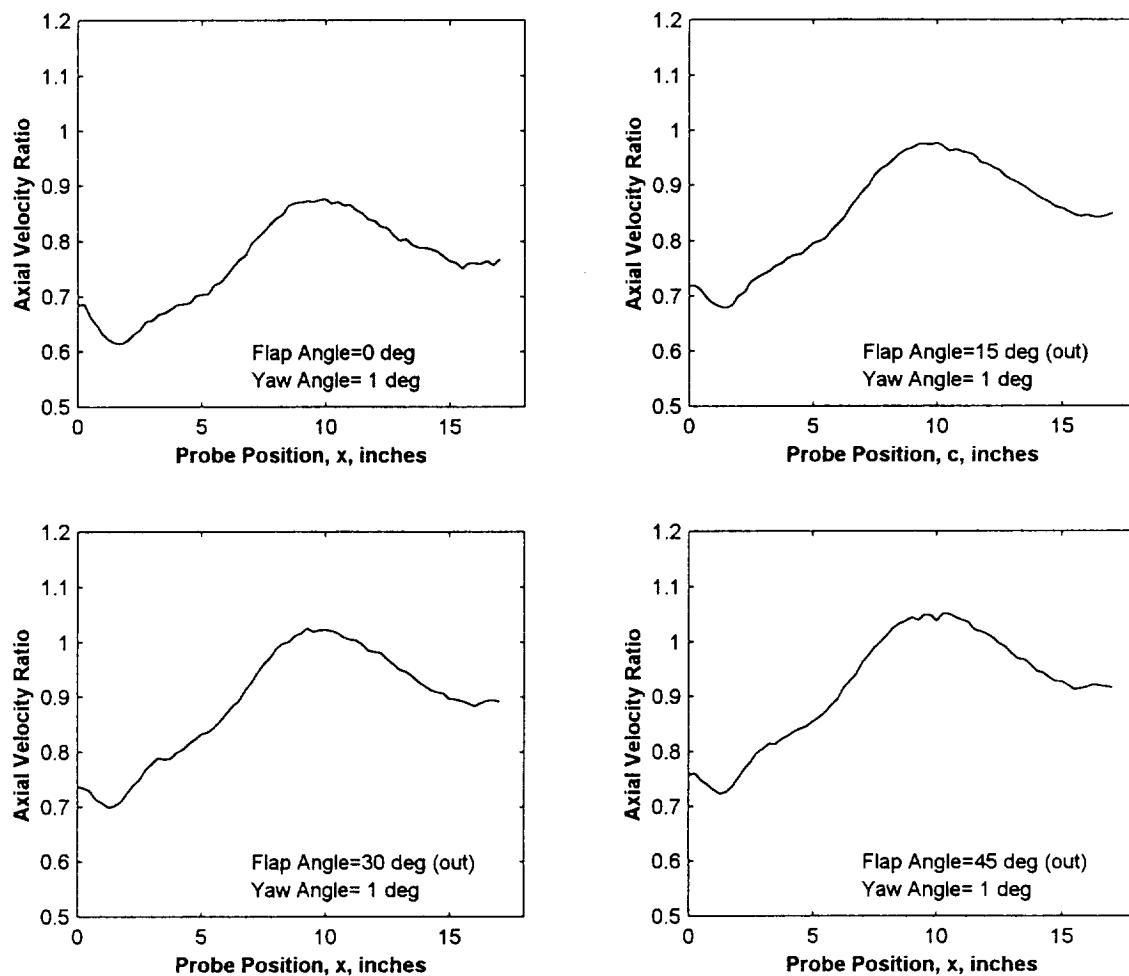 1.2
1.1
1
0.9
0.8
0.7
0.6
0.5
Axial Velocity Ratio
Flap Angle=0 deg
Yaw Angle= 1 deg
0 5 10 15
Probe Position, x, inches
1.2
1.1
1
0.9
0.8
0.7
0.6
0.5
Axial Velocity Ratio
Flap Angle=15 deg (out)
Yaw Angle= 1 deg
0 5 10 15
Probe Position, c, inches
1.2
1.1
1
0.9
0.8
0.7
0.6
0.5
Axial Velocity Ratio
Flap Angle=30 deg (out)
Yaw Angle= 1 deg
0 5 10 15
Probe Position, x, inches
1.2
1.1
1
0.9
0.8
0.7
0.6
0.5
Axial Velocity Ratio
Flap Angle=45 deg (out)
Yaw Angle= 1 deg
0 5 10 15
Probe Position, x, inches